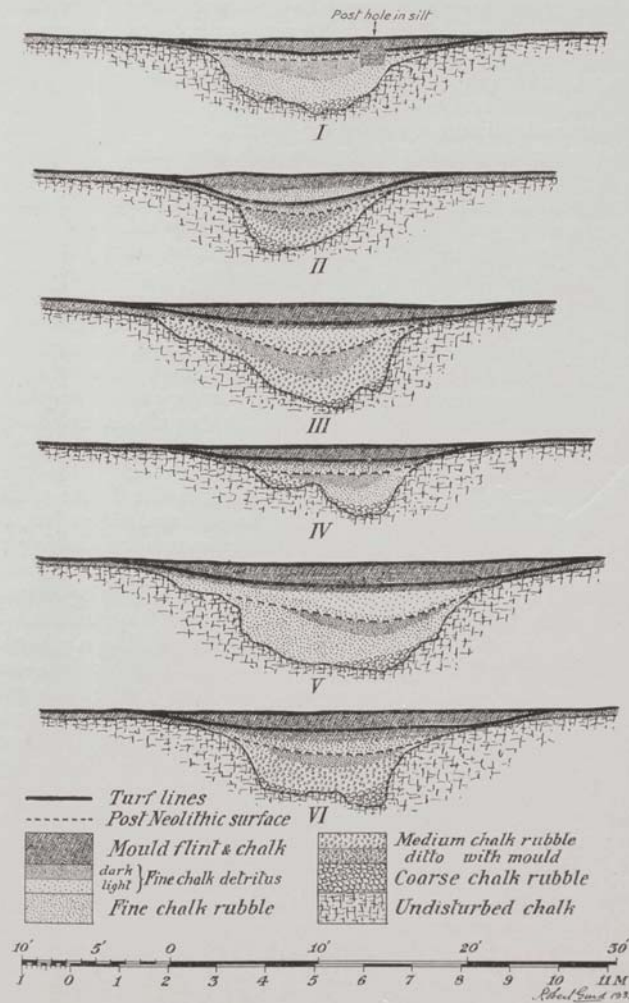 Post hole in silt
I
II
III
IV
V
VI
Turf lines
Post Neolithic surface
Mould flint & chalk
dark
light } Fine chalk detritus
Fine chalk rubble
Medium chalk rubble
ditto with mould
Coarse chalk rubble
Undisturbed chalk
10' 5' 0 10' 20' 30'
1 0 1 2 3 4 5 6 7 8 9 10 11 M
Robert Gurd